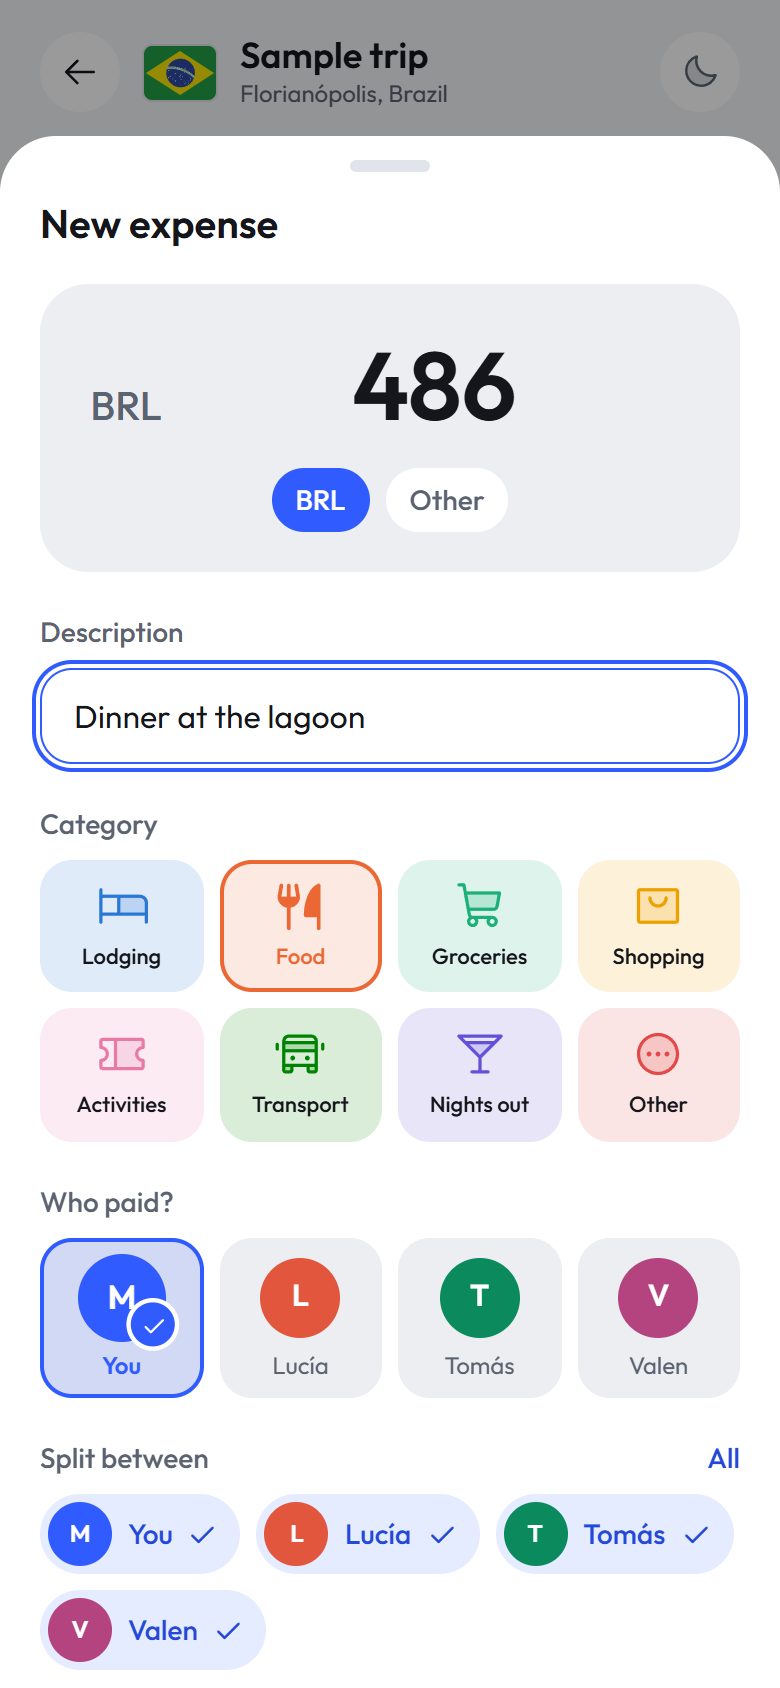 Sample trip
Florianópolis, Brazil
New expense
BRL 486
BRL Other
Description
Dinner at the lagoon
Category
Lodging Food Groceries Shopping
Activities Transport Nights out Other
Who paid?
M L T V
You Lucía Tomás Valen
Split between All
M You L Lucía T Tomás
V Valen